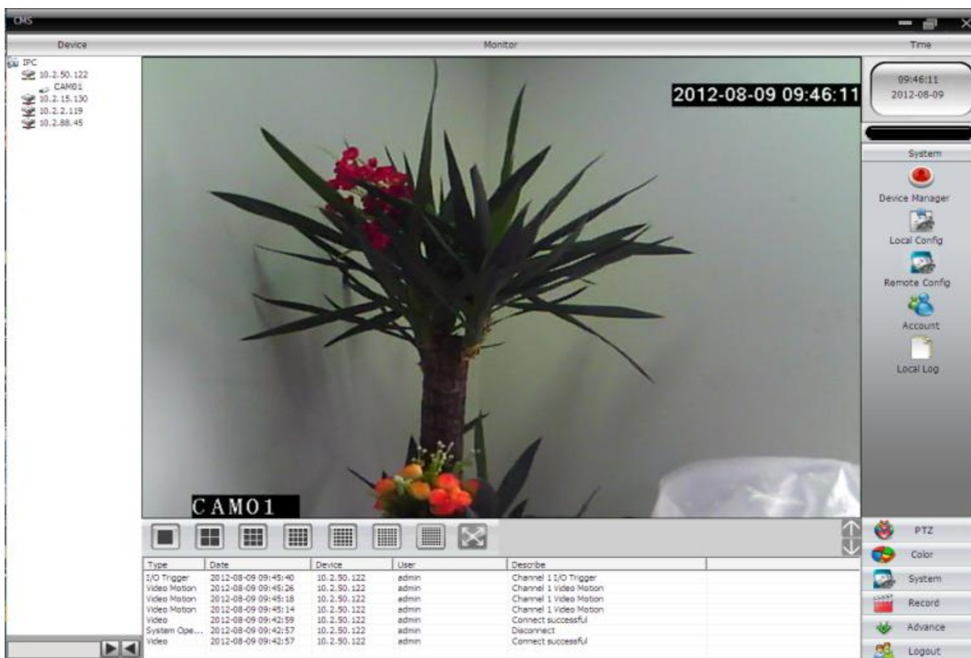 CMS
Device
Monitor
Time
IPC
10.2.50.122
CAM01
10.2.15.130
10.2.2.119
10.2.88.45
2012-08-09 09:46:11
CAM01
09:46:11
2012-08-09
System
Device Manager
Local Config
Remote Config
Account
Local Log
PTZ
Color
System
Record
Advance
Logout
Type Date Device User Describe
I/O Trigger 2012-08-09 09:45:40 10.2.50.122 admin Channel 1 I/O Trigger
Video Motion 2012-08-09 09:45:26 10.2.50.122 admin Channel 1 Video Motion
Video Motion 2012-08-09 09:45:18 10.2.50.122 admin Channel 1 Video Motion
Video Motion 2012-08-09 09:45:14 10.2.50.122 admin Channel 1 Video Motion
Video 2012-08-09 09:42:59 10.2.50.122 admin Connect successful
System Ope... 2012-08-09 09:42:57 10.2.50.122 admin Disconnect
Video 2012-08-09 09:42:57 10.2.50.122 admin Connect successful